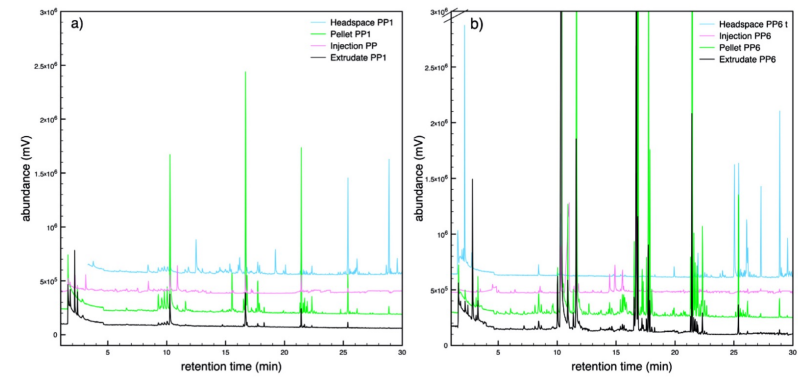 a)
Headspace PP1
Pellet PP1
Injection PP
Extrudate PP1
3×10⁶
2.5×10⁶
2×10⁶
1.5×10⁶
1×10⁶
5×10⁵
0
abundance (mV)
5
10
15
20
25
30
retention time (min)
b)
Headspace PP6 t
Injection PP6
Pellet PP6
Extrudate PP6
3×10⁶
2.5×10⁶
2×10⁶
1.5×10⁶
1×10⁶
5×10⁵
0
abundance (mV)
5
10
15
20
25
30
retention time (min)